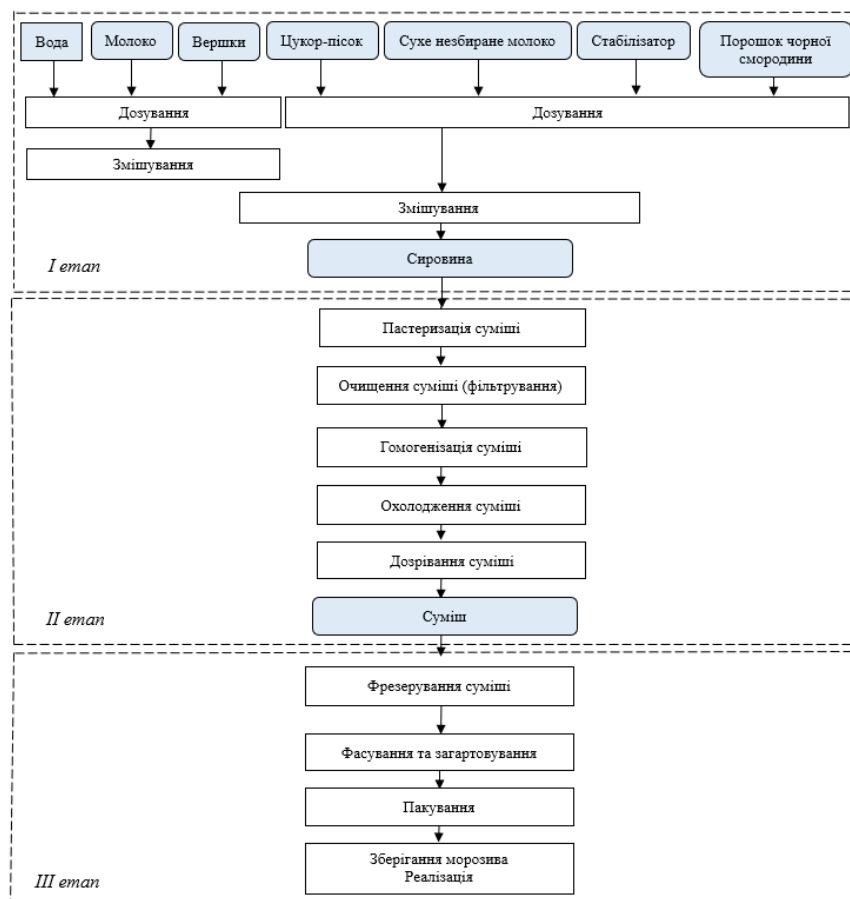 Вода
Молоко
Вершки
Цукор-пісок
Сухе незбиране молоко
Стабілізатор
Порошок чорної
смородини
Дозування
Дозування
Змішування
Змішування
Сировина
I етап
Пастеризація суміші
Очищення суміші (фільтрування)
Гомогенізація суміші
Охолодження суміші
Дозрівання суміші
Суміш
II етап
Фрезерування суміші
Фасування та загартовування
Пакування
Зберігання морозива
Реалізація
III етап